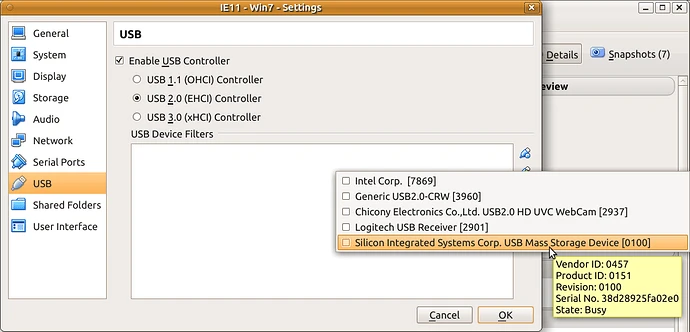 IE11 - Win7 - Settings
General
System
Display
Storage
Audio
Network
Serial Ports
USB
Shared Folders
User Interface
USB
Enable USB Controller
USB 1.1 (OHCI) Controller
USB 2.0 (EHCI) Controller
USB 3.0 (xHCI) Controller
USB Device Filters
Details
Snapshots (7)
eview
Intel Corp. [7869]
Generic USB2.0-CRW [3960]
Chicony Electronics Co.,Ltd. USB2.0 HD UVC WebCam [2937]
Logitech USB Receiver [2901]
Silicon Integrated Systems Corp. USB Mass Storage Device [0100]
Vendor ID: 0457
Product ID: 0151
Revision: 0100
Serial No. 38d28925fa02e0
State: Busy
Cancel
OK